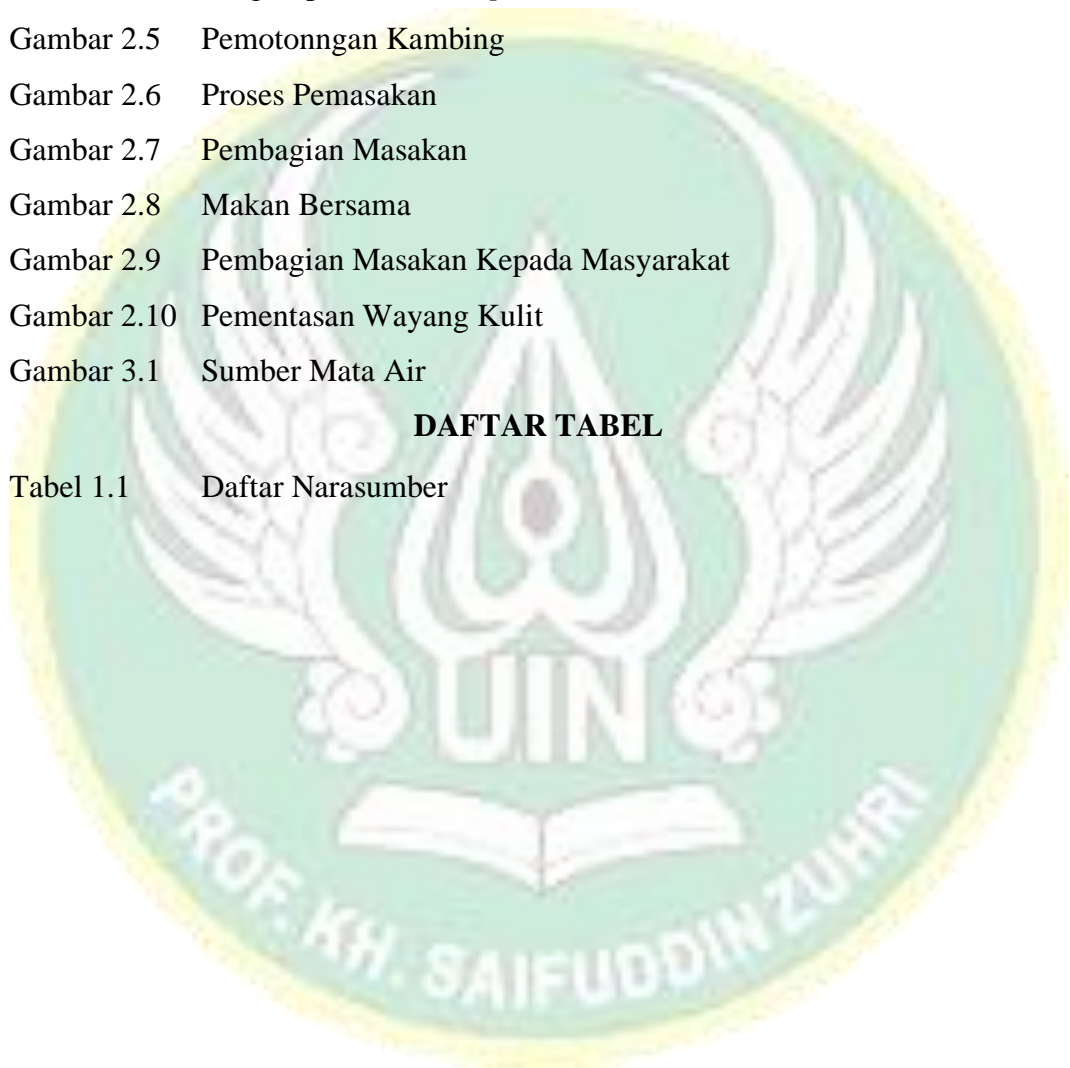 Gambar 2.5 Pemotonngan Kambing
Gambar 2.6 Proses Pemasakan
Gambar 2.7 Pembagian Masakan
Gambar 2.8 Makan Bersama
Gambar 2.9 Pembagian Masakan Kepada Masyarakat
Gambar 2.10 Pementasan Wayang Kulit
Gambar 3.1 Sumber Mata Air
DAFTAR TABEL
Tabel 1.1 Daftar Narasumber
UIN
PROF. KH. SAIFUDDIN ZUHRI